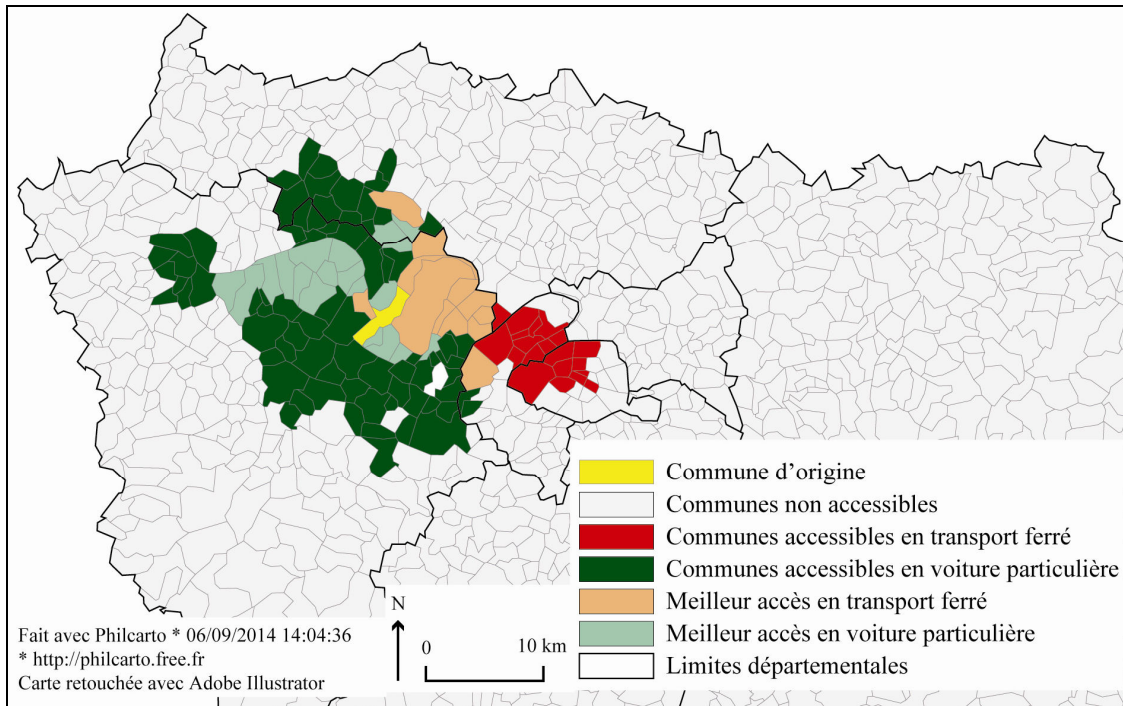 Commune d'origine
Communes non accessibles
Communes accessibles en transport ferré
Communes accessibles en voiture particulière
Meilleur accès en transport ferré
Meilleur accès en voiture particulière
Limites départementales
N
0 10 km
Fait avec Philcarto * 06/09/2014 14:04:36
* http://philcarto.free.fr
Carte retouchée avec Adobe Illustrator